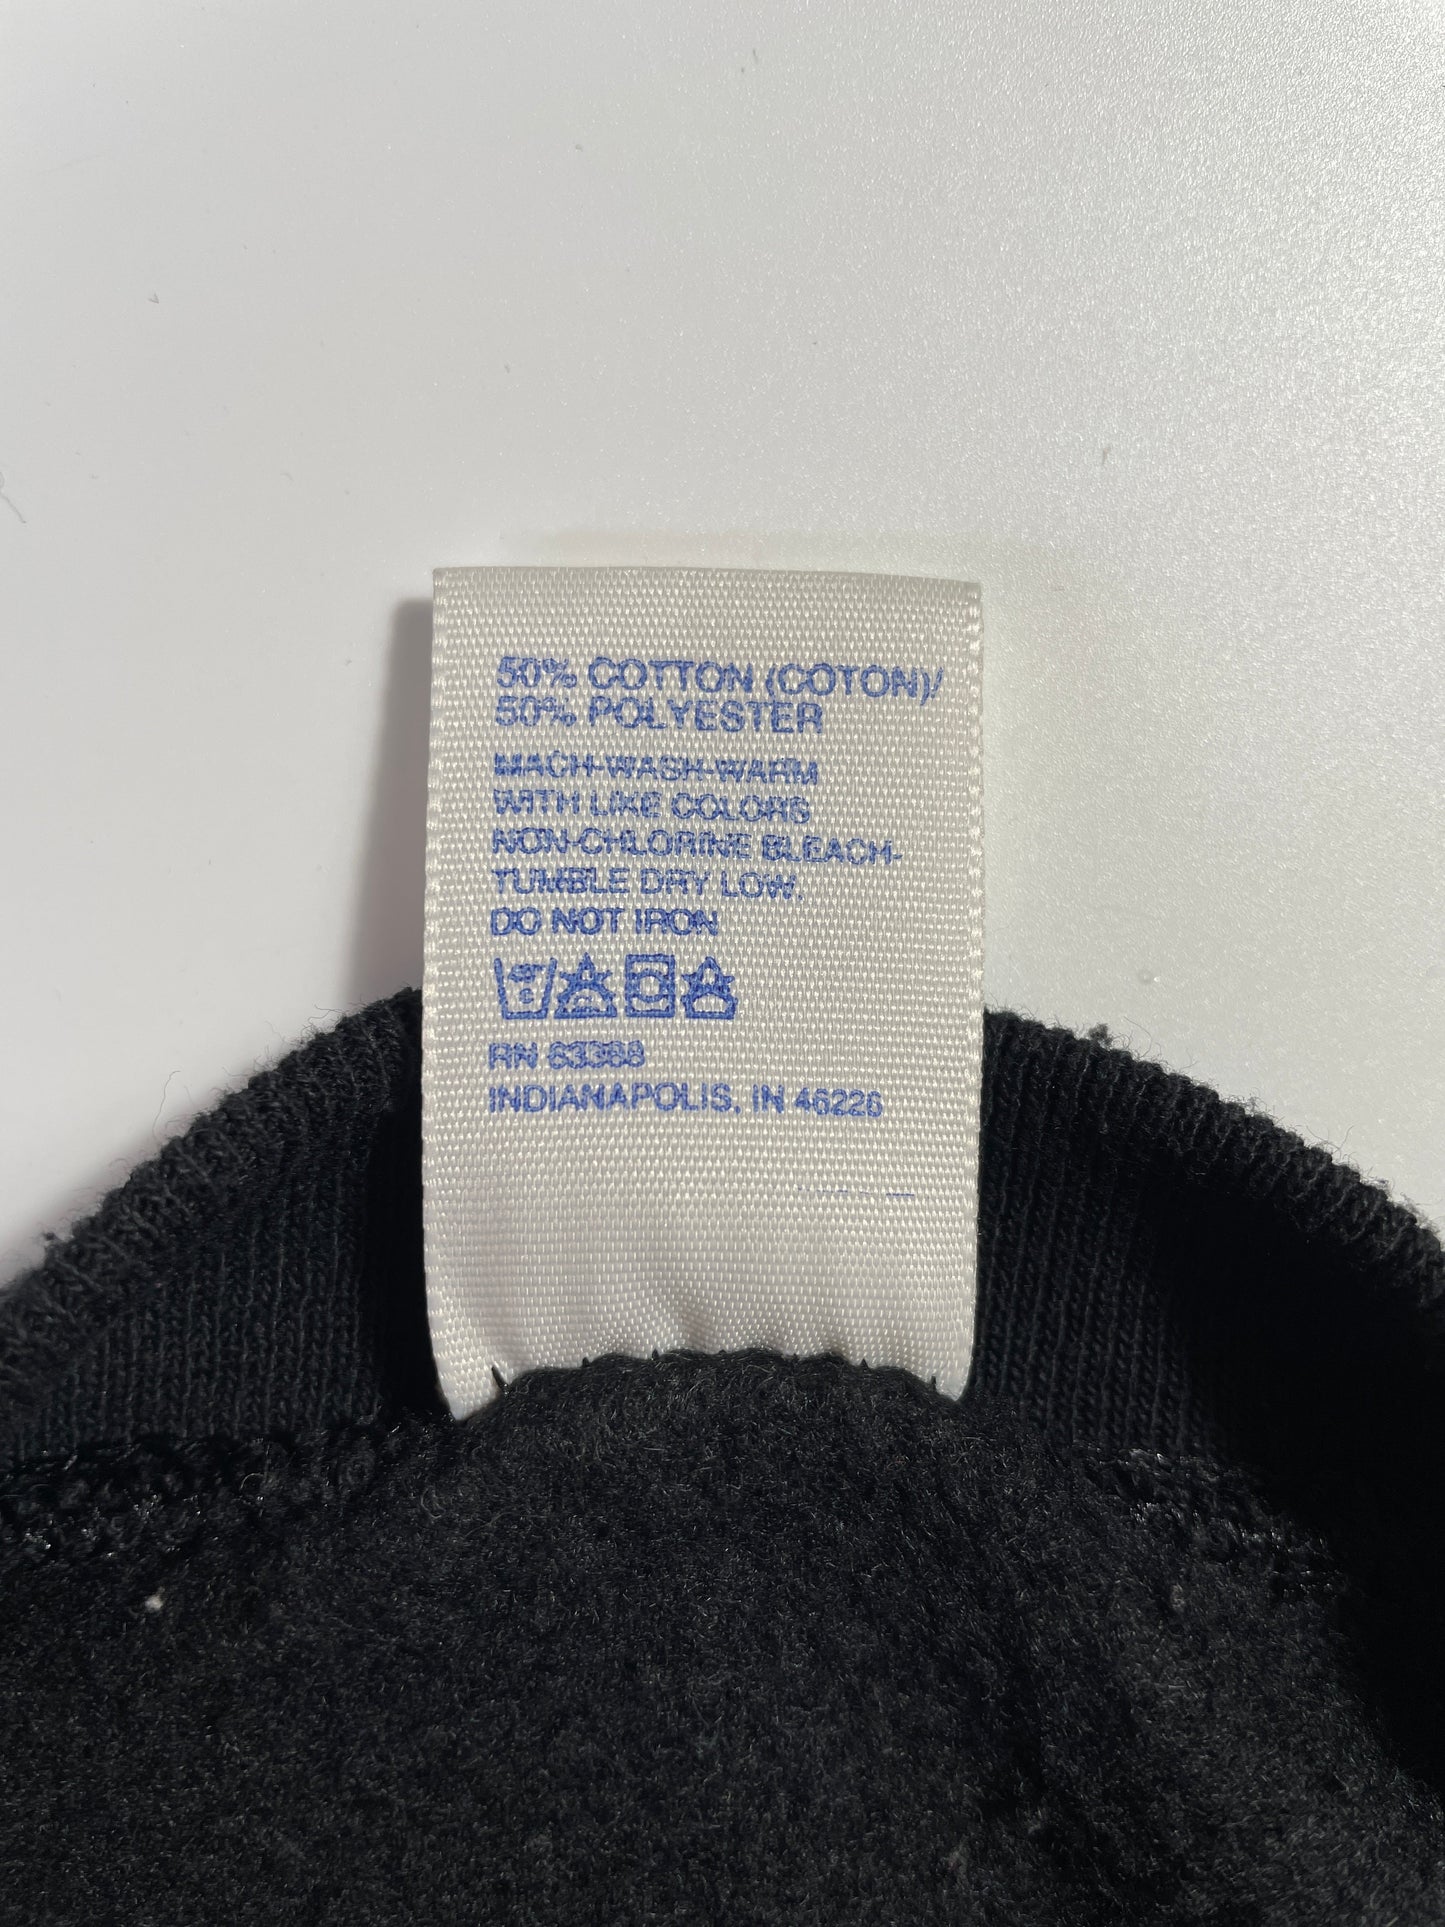 50% COTTON (COTON)/
50% POLYESTER
MACH-WASH-WARM
WITH LIKE COLORS
NON-CHLORINE BLEACH-
TUMBLE DRY LOW.
DO NOT IRON
RN 63368
INDIANAPOLIS, IN 46226